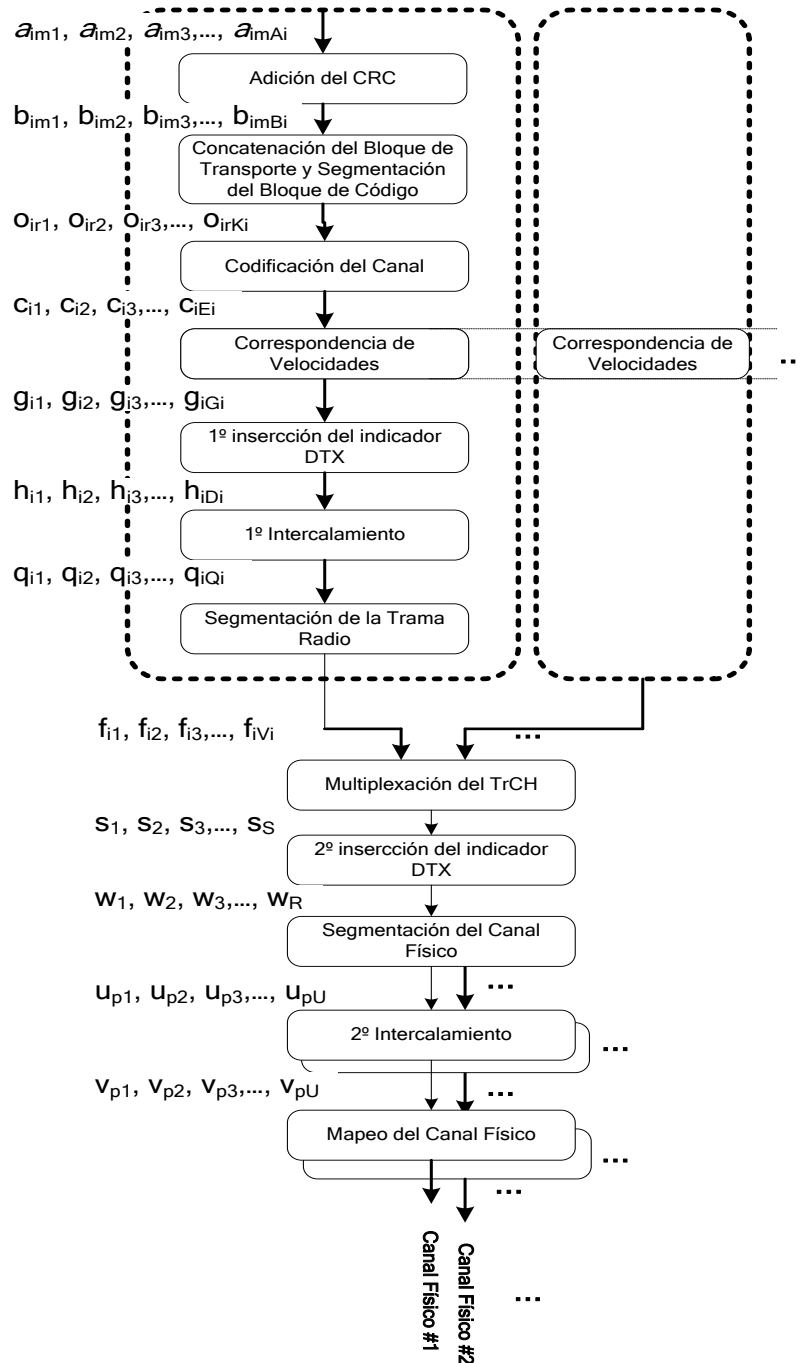 aim1, aim2, aim3,..., aimAi
Adición del CRC
bim1, bim2, bim3,..., bimBi
Concatenación del Bloque de
Transporte y Segmentación
del Bloque de Código
oir1, oir2, oir3,..., oirKi
Codificación del Canal
ci1, ci2, ci3,..., ciEi
Correspondencia de
Velocidades
Correspondencia de
Velocidades
...
gi1, gi2, gi3,..., giGi
1º insercción del indicador
DTX
hi1, hi2, hi3,..., hiDi
1º Intercalamiento
qi1, qi2, qi3,..., qiQi
Segmentación de la Trama
Radio
fi1, fi2, fi3,..., fiVi
...
Multiplexación del TrCH
s1, s2, s3,..., sS
2º insercción del indicador
DTX
w1, w2, w3,..., wR
Segmentación del Canal
Físico
up1, up2, up3,..., upU
...
2º Intercalamiento
...
vp1, vp2, vp3,..., vpU
...
Mapeo del Canal Físico
...
...
Canal Físico #1
Canal Físico #2
...